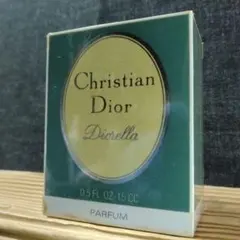 Christian
Dior
Diorella
0.5 FL. OZ - 15 CC
PARFUM